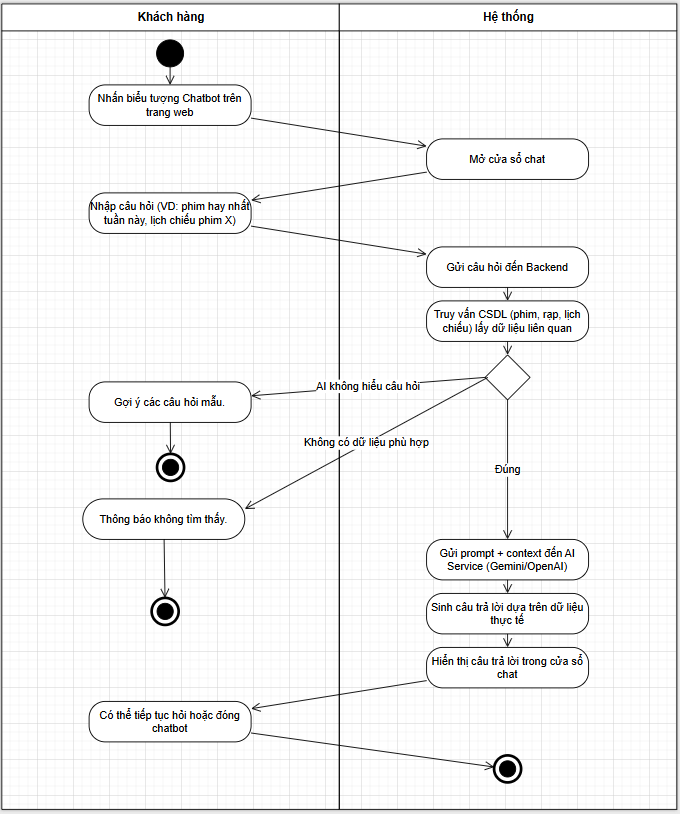 Khách hàng
Hệ thống
Nhấn biểu tượng Chatbot trên
trang web
Mở cửa sổ chat
Nhập câu hỏi (VD: phim hay nhất
tuần này, lịch chiếu phim X)
Gửi câu hỏi đến Backend
Truy vấn CSDL (phim, rạp, lịch
chiếu) lấy dữ liệu liên quan
AI không hiểu câu hỏi
Gợi ý các câu hỏi mẫu.
Không có dữ liệu phù hợp
Đúng
Thông báo không tìm thấy.
Gửi prompt + context đến AI
Service (Gemini/OpenAI)
Sinh câu trả lời dựa trên dữ liệu
thực tế
Hiển thị câu trả lời trong cửa sổ
chat
Có thể tiếp tục hỏi hoặc đóng
chatbot